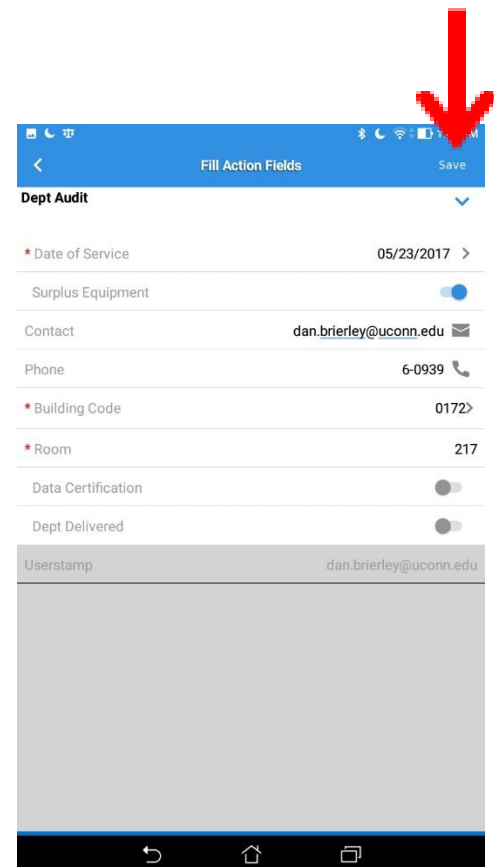 Fill Action Fields Save
Dept Audit
* Date of Service 05/23/2017
Surplus Equipment
Contact dan.brierley@uconn.edu
Phone 6-0939
* Building Code 0172
* Room 217
Data Certification
Dept Delivered
Userstamp dan.brierley@uconn.edu